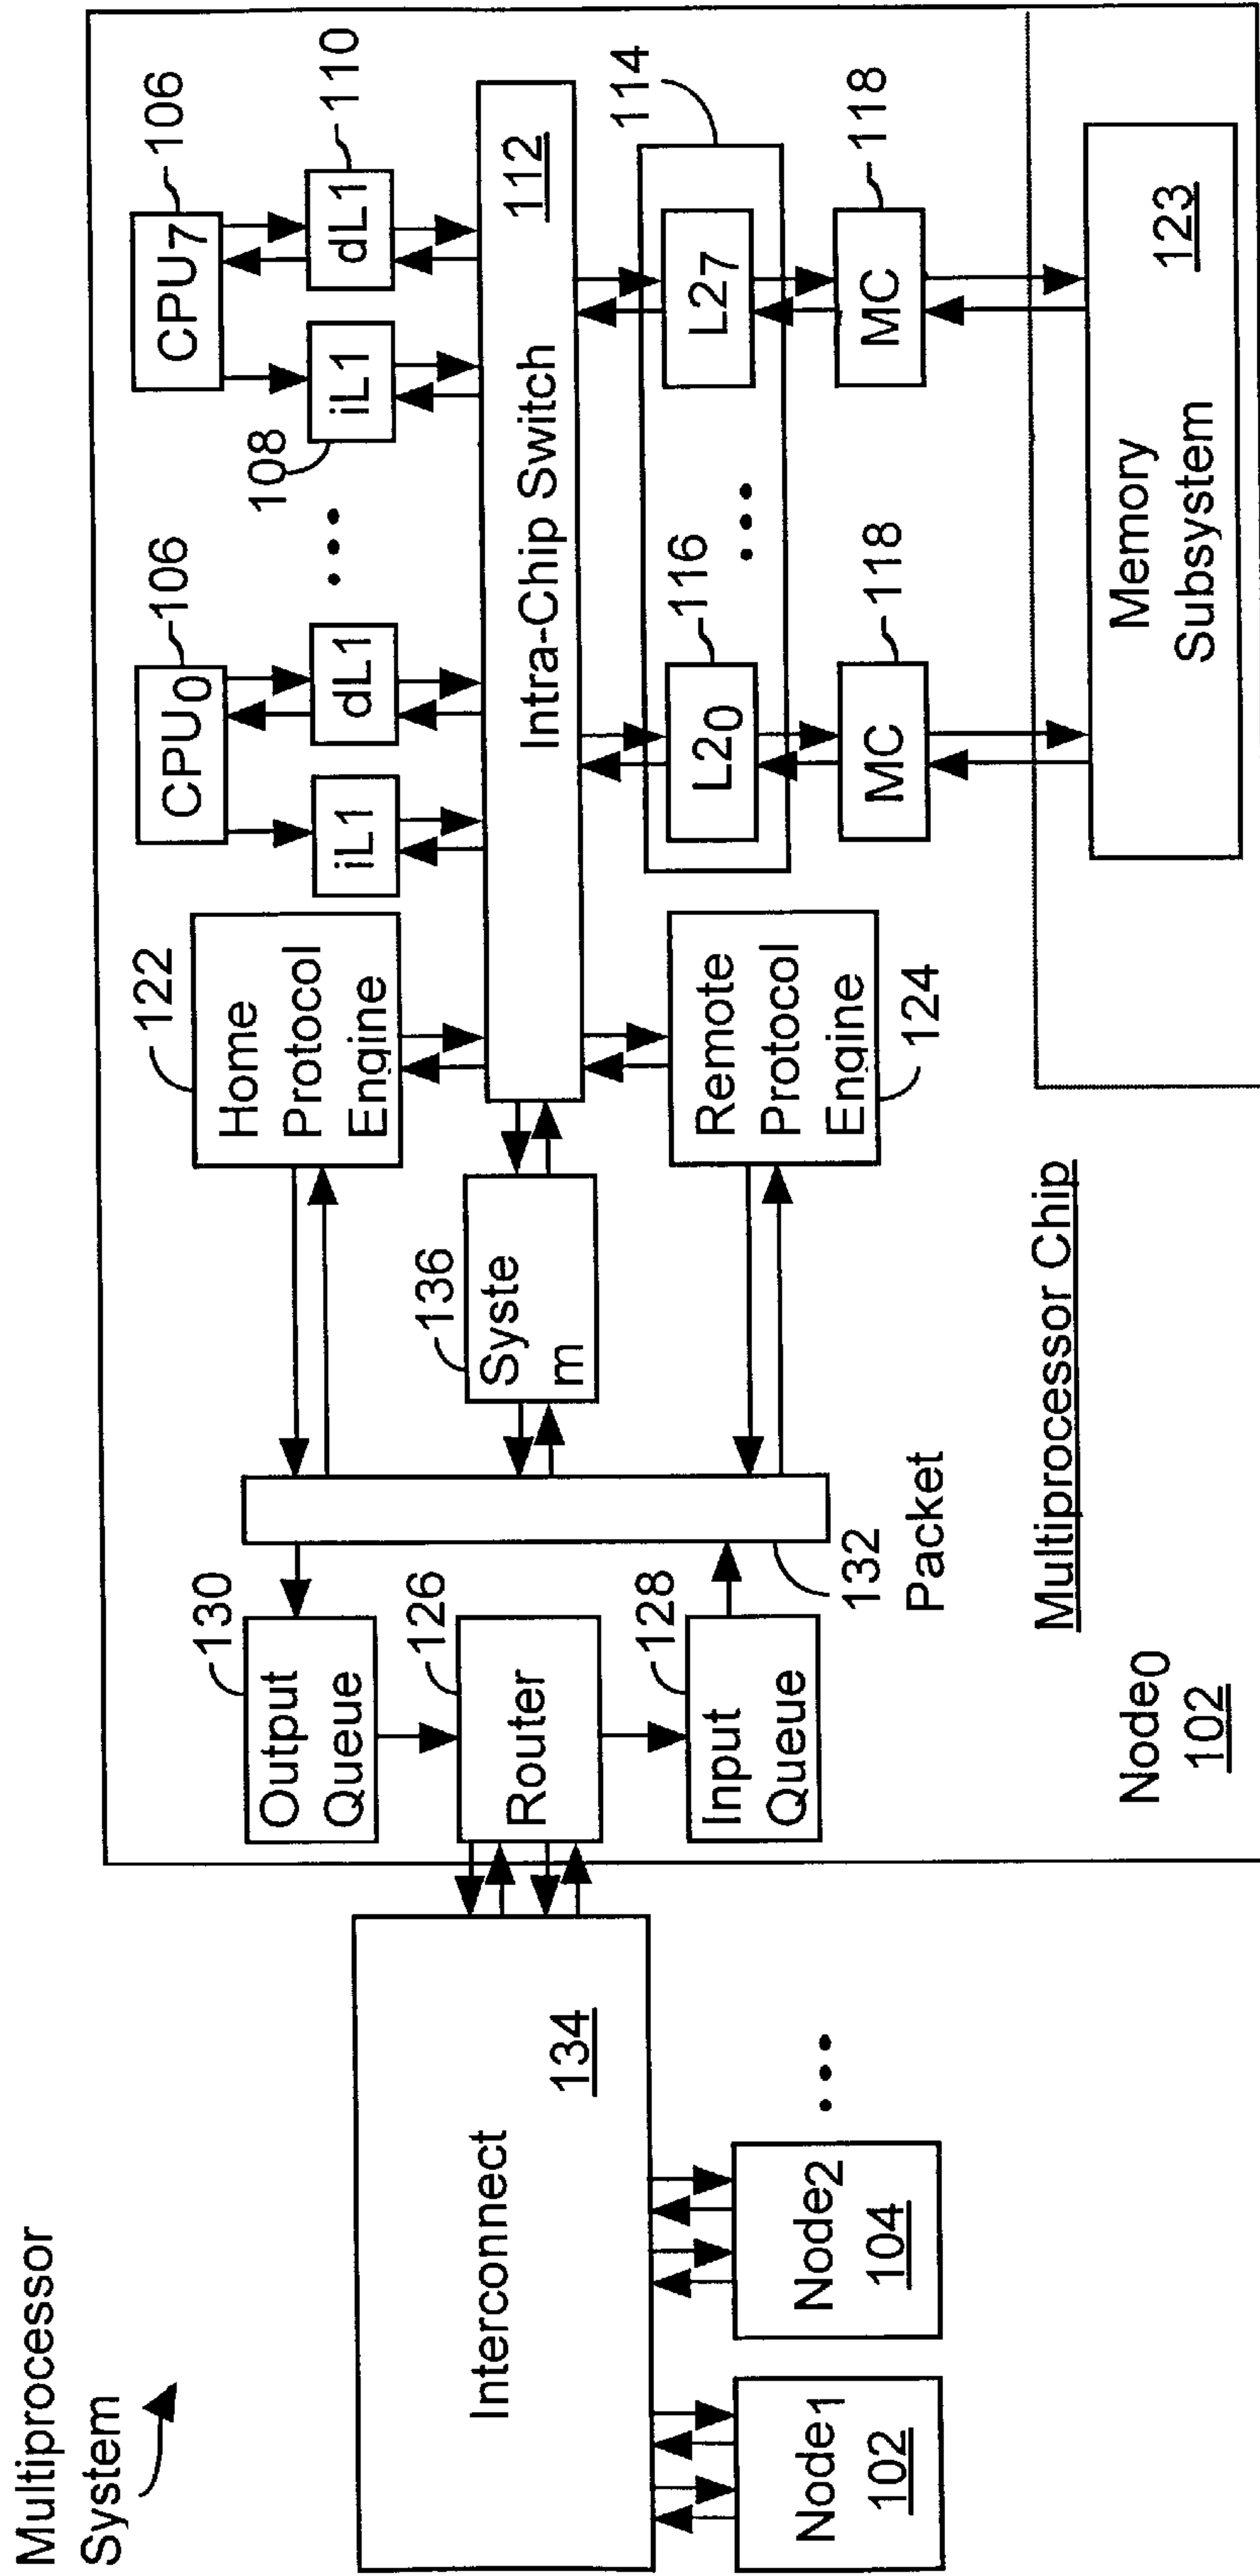 Multiprocessor
System
Interconnect
134
Node1
102
Node2
104
...
Output
Queue
130
Router
126
Input
Queue
128
132
Packet
Home
Protocol
Engine
122
Syste
m
136
Remote
Protocol
Engine
124
CPU0
106
iL1
dL1
...
CPU7
106
iL1
108
dL1
110
Intra-Chip Switch
112
114
L20
116
...
L27
MC
118
MC
118
Memory
Subsystem
123
Multiprocessor Chip
Node0
102